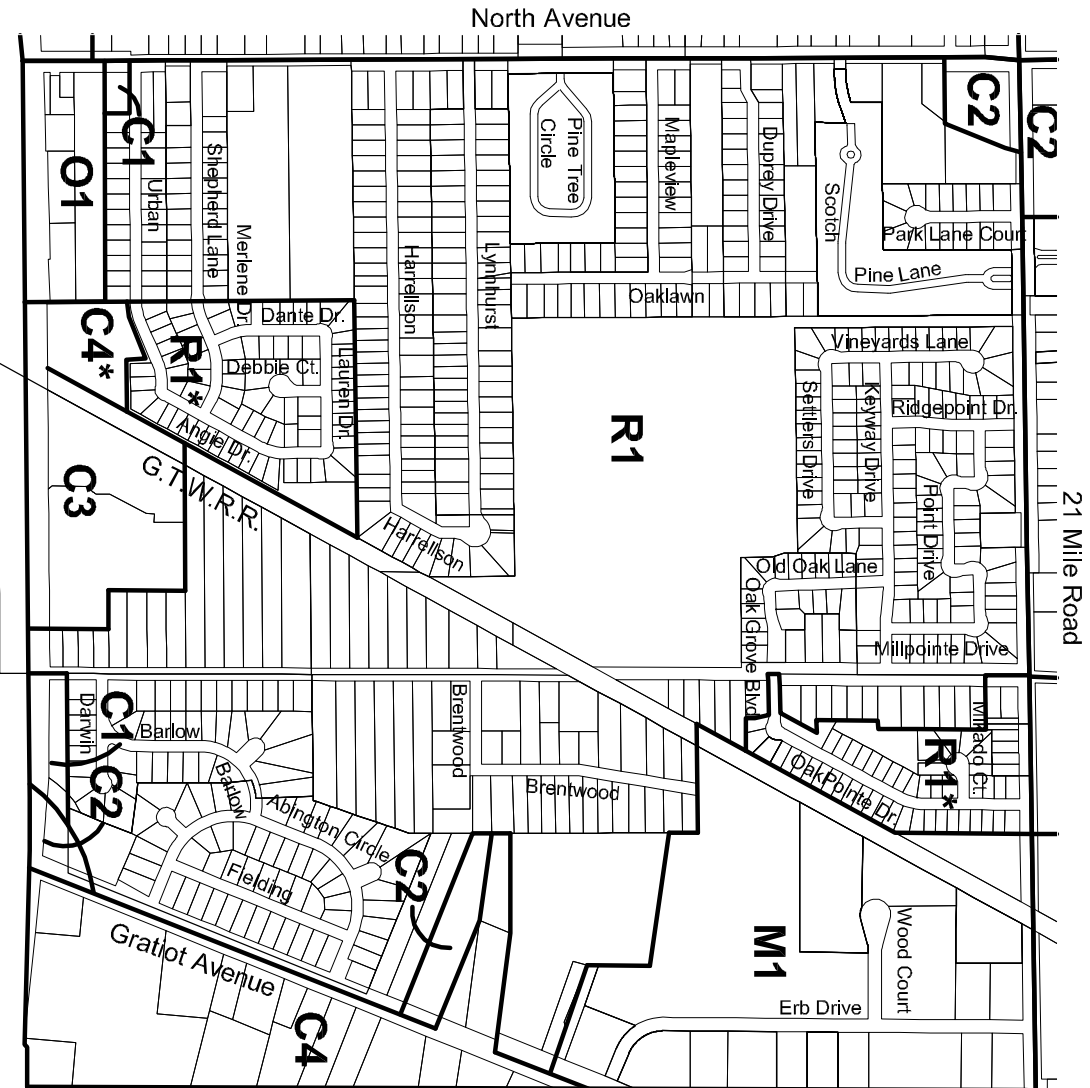 North Avenue
C2
C2
C1
O1
Urban
Shepherd Lane
Merlene Dr.
Harrellson
Lynnhurst
Pine Tree
Circle
Mapleview
Duprey Drive
Scotch
Pine Lane
Park Lane Court
Oaklawn
C4*
R1*
Dante Dr.
Debbie Ct.
Lauren Dr.
Angie Dr.
G.T.W.R.R.
C3
Harrellson
R1
Vineyards Lane
Settlers Drive
Keyway Drive
Ridgepoint Dr.
Point Drive
Old Oak Lane
Oak Grove Blvd
Millpointe Drive
21 Mile Road
Darwin
C1
Barlow
C2
Barlow
Abington Circle
Fielding
C2
Brentwood
Brentwood
Mikado Ct.
R1*
OakPointe Dr.
M1
Wood Court
Erb Drive
Gratiot Avenue
C4